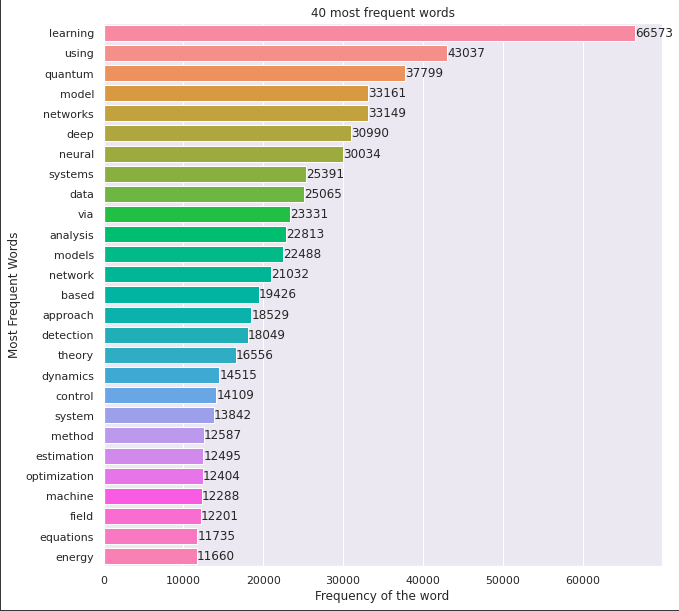 40 most frequent words
learning 66573
using 43037
quantum 37799
model 33161
networks 33149
deep 30990
neural 30034
systems 25391
data 25065
via 23331
analysis 22813
models 22488
network 21032
based 19426
approach 18529
detection 18049
theory 16556
dynamics 14515
control 14109
system 13842
method 12587
estimation 12495
optimization 12404
machine 12288
field 12201
equations 11735
energy 11660
Most Frequent Words
0 10000 20000 30000 40000 50000 60000
Frequency of the word